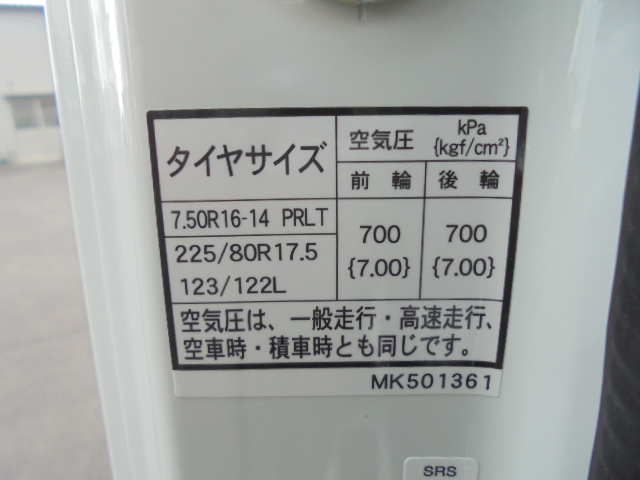 タイヤサイズ
空気圧 kPa
{kgf/cm²}
前輪 後輪
7.50R16-14 PRLT
225/80R17.5
123/122L
700 700
{7.00} {7.00}
空気圧は、一般走行・高速走行、
空車時・積車時とも同じです。
MK501361
SRS